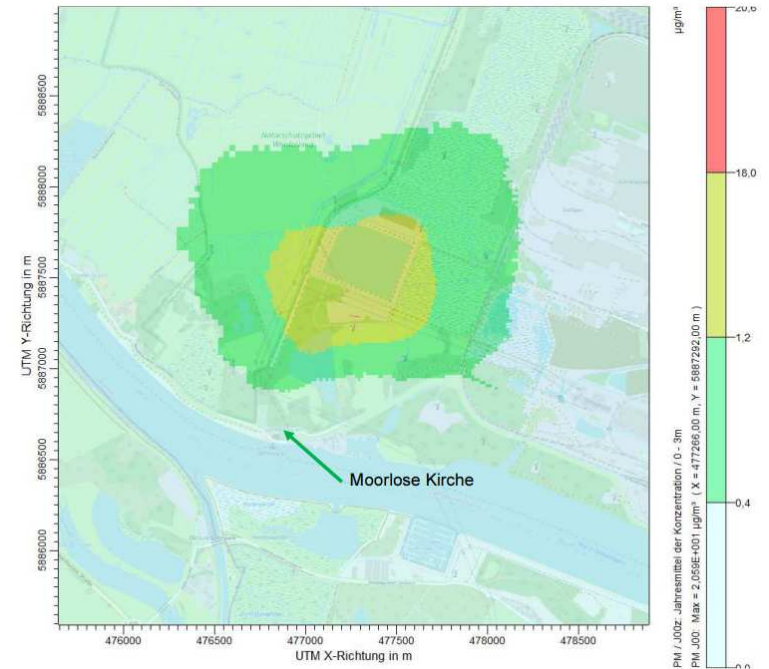 µg/m³
20,6
18,0
1,2
0,4
0,0
PM / J00z: Jahresmittel der Konzentration / 0 - 3m
PM J00: Max = 2,059E+001 µg/m³ ( X = 477266,00 m, Y = 5887292,00 m )
UTM Y-Richtung in m
5888500
5888000
5887500
5887000
5886500
5886000
Naturschutzgebiet
Moorlose Kirche
476000 476500 477000 477500 478000 478500
UTM X-Richtung in m